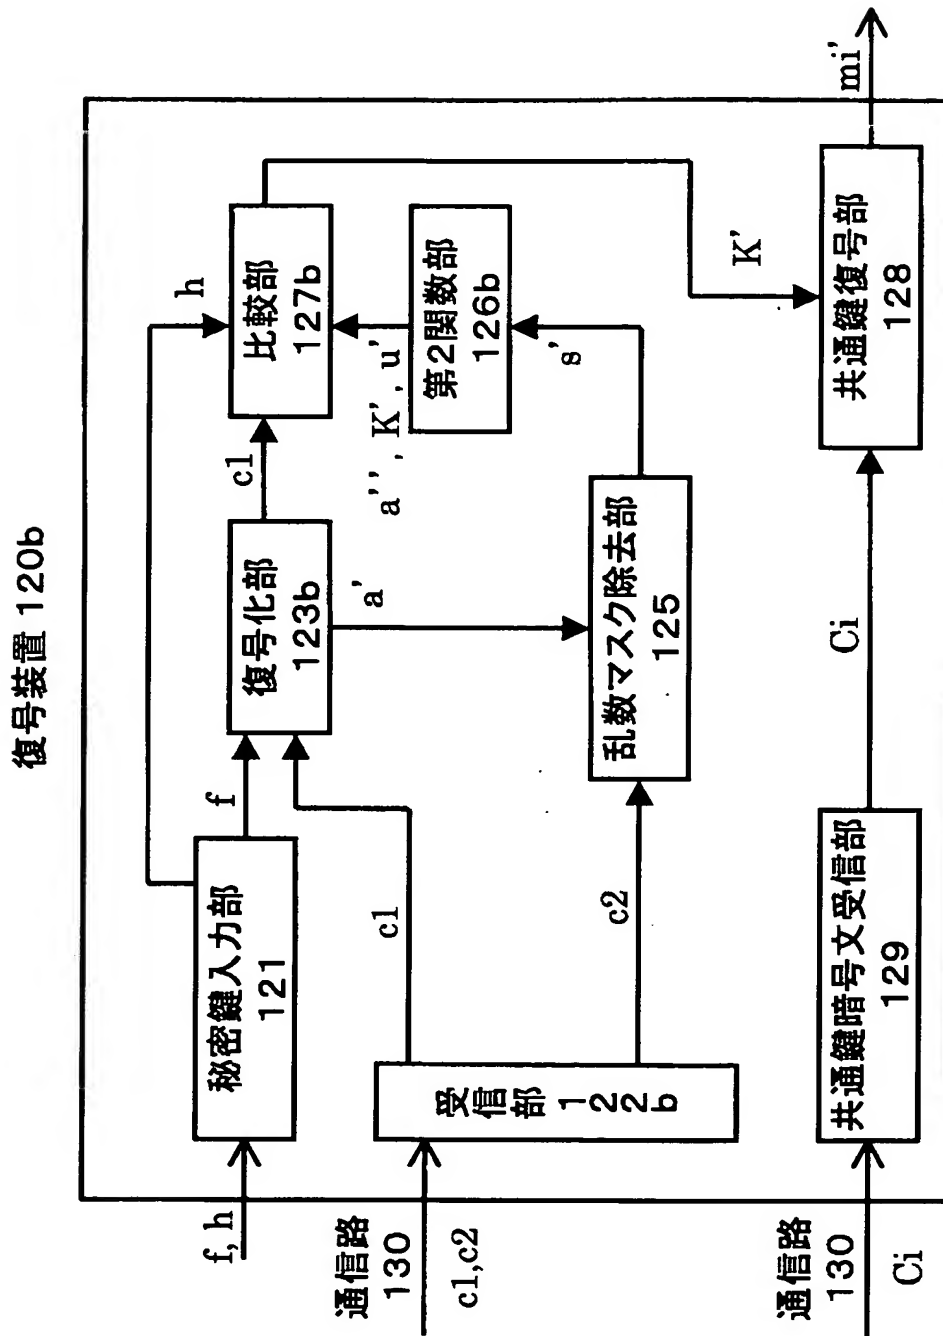 復号装置 120b
f,h
秘密鍵入力部
121
f
h
復号化部
123b
c1
比較部
127b
a'
a'', K', u'
第2関数部
126b
通信路
130
c1,c2
受信
部
122b
c1
c2
乱数マスク除去部
125
s'
K'
通信路
130
Ci
共通鍵暗号文受信部
129
Ci
共通鍵復号部
128
mi'